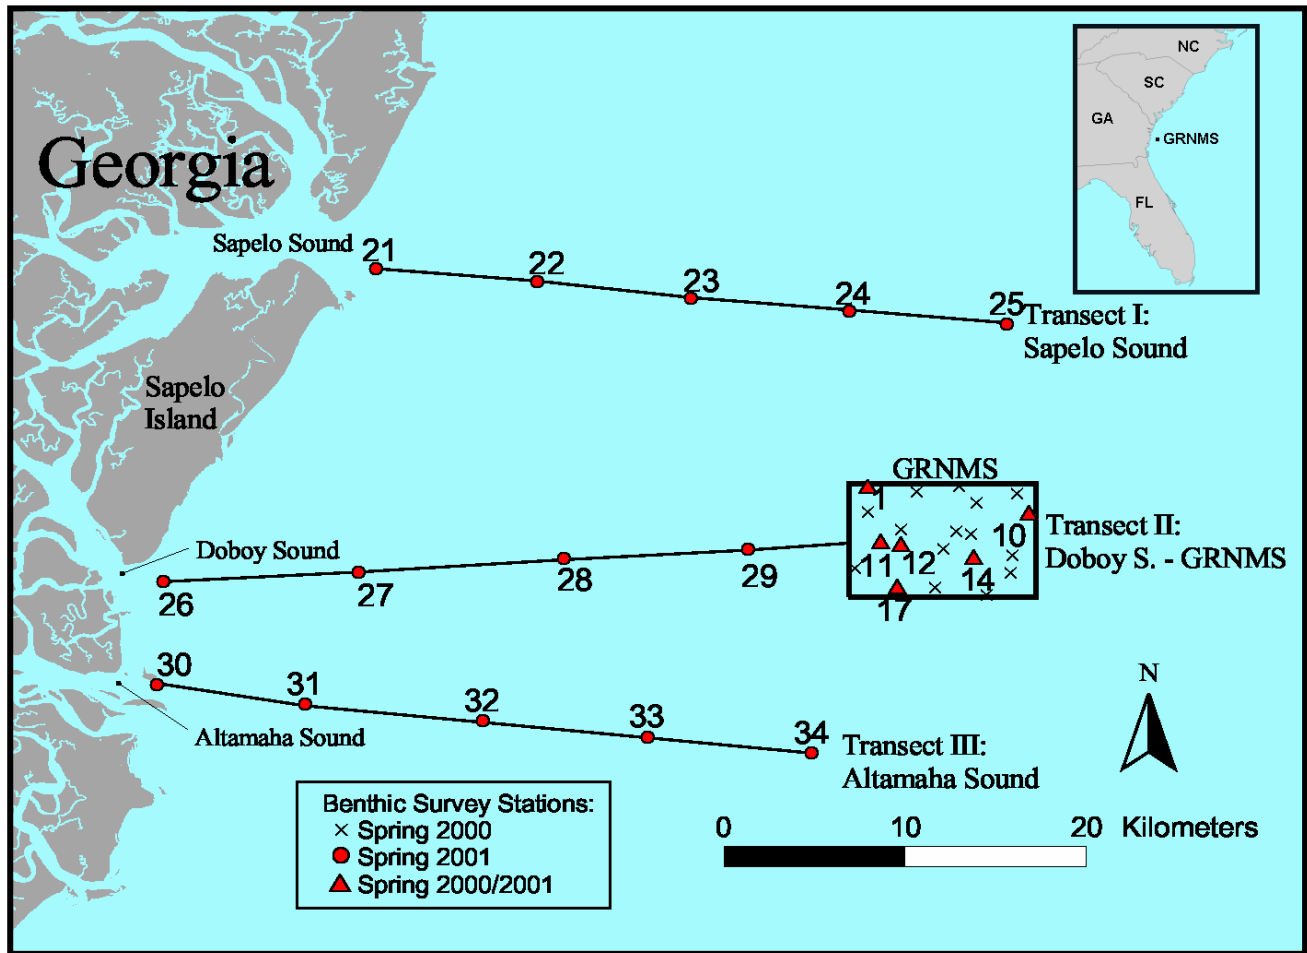 NC
SC
GA
GRNMS
FL
Georgia
Sapelo Sound
21
22
23
24
25
Transect I:
Sapelo Sound
Sapelo
Island
GRNMS
1
10
11
12
14
17
Transect II:
Doboy S. - GRNMS
Doboy Sound
26
27
28
29
30
31
32
33
34
Altamaha Sound
Transect III:
Altamaha Sound
N
Benthic Survey Stations:
Spring 2000
Spring 2001
Spring 2000/2001
0 10 20 Kilometers